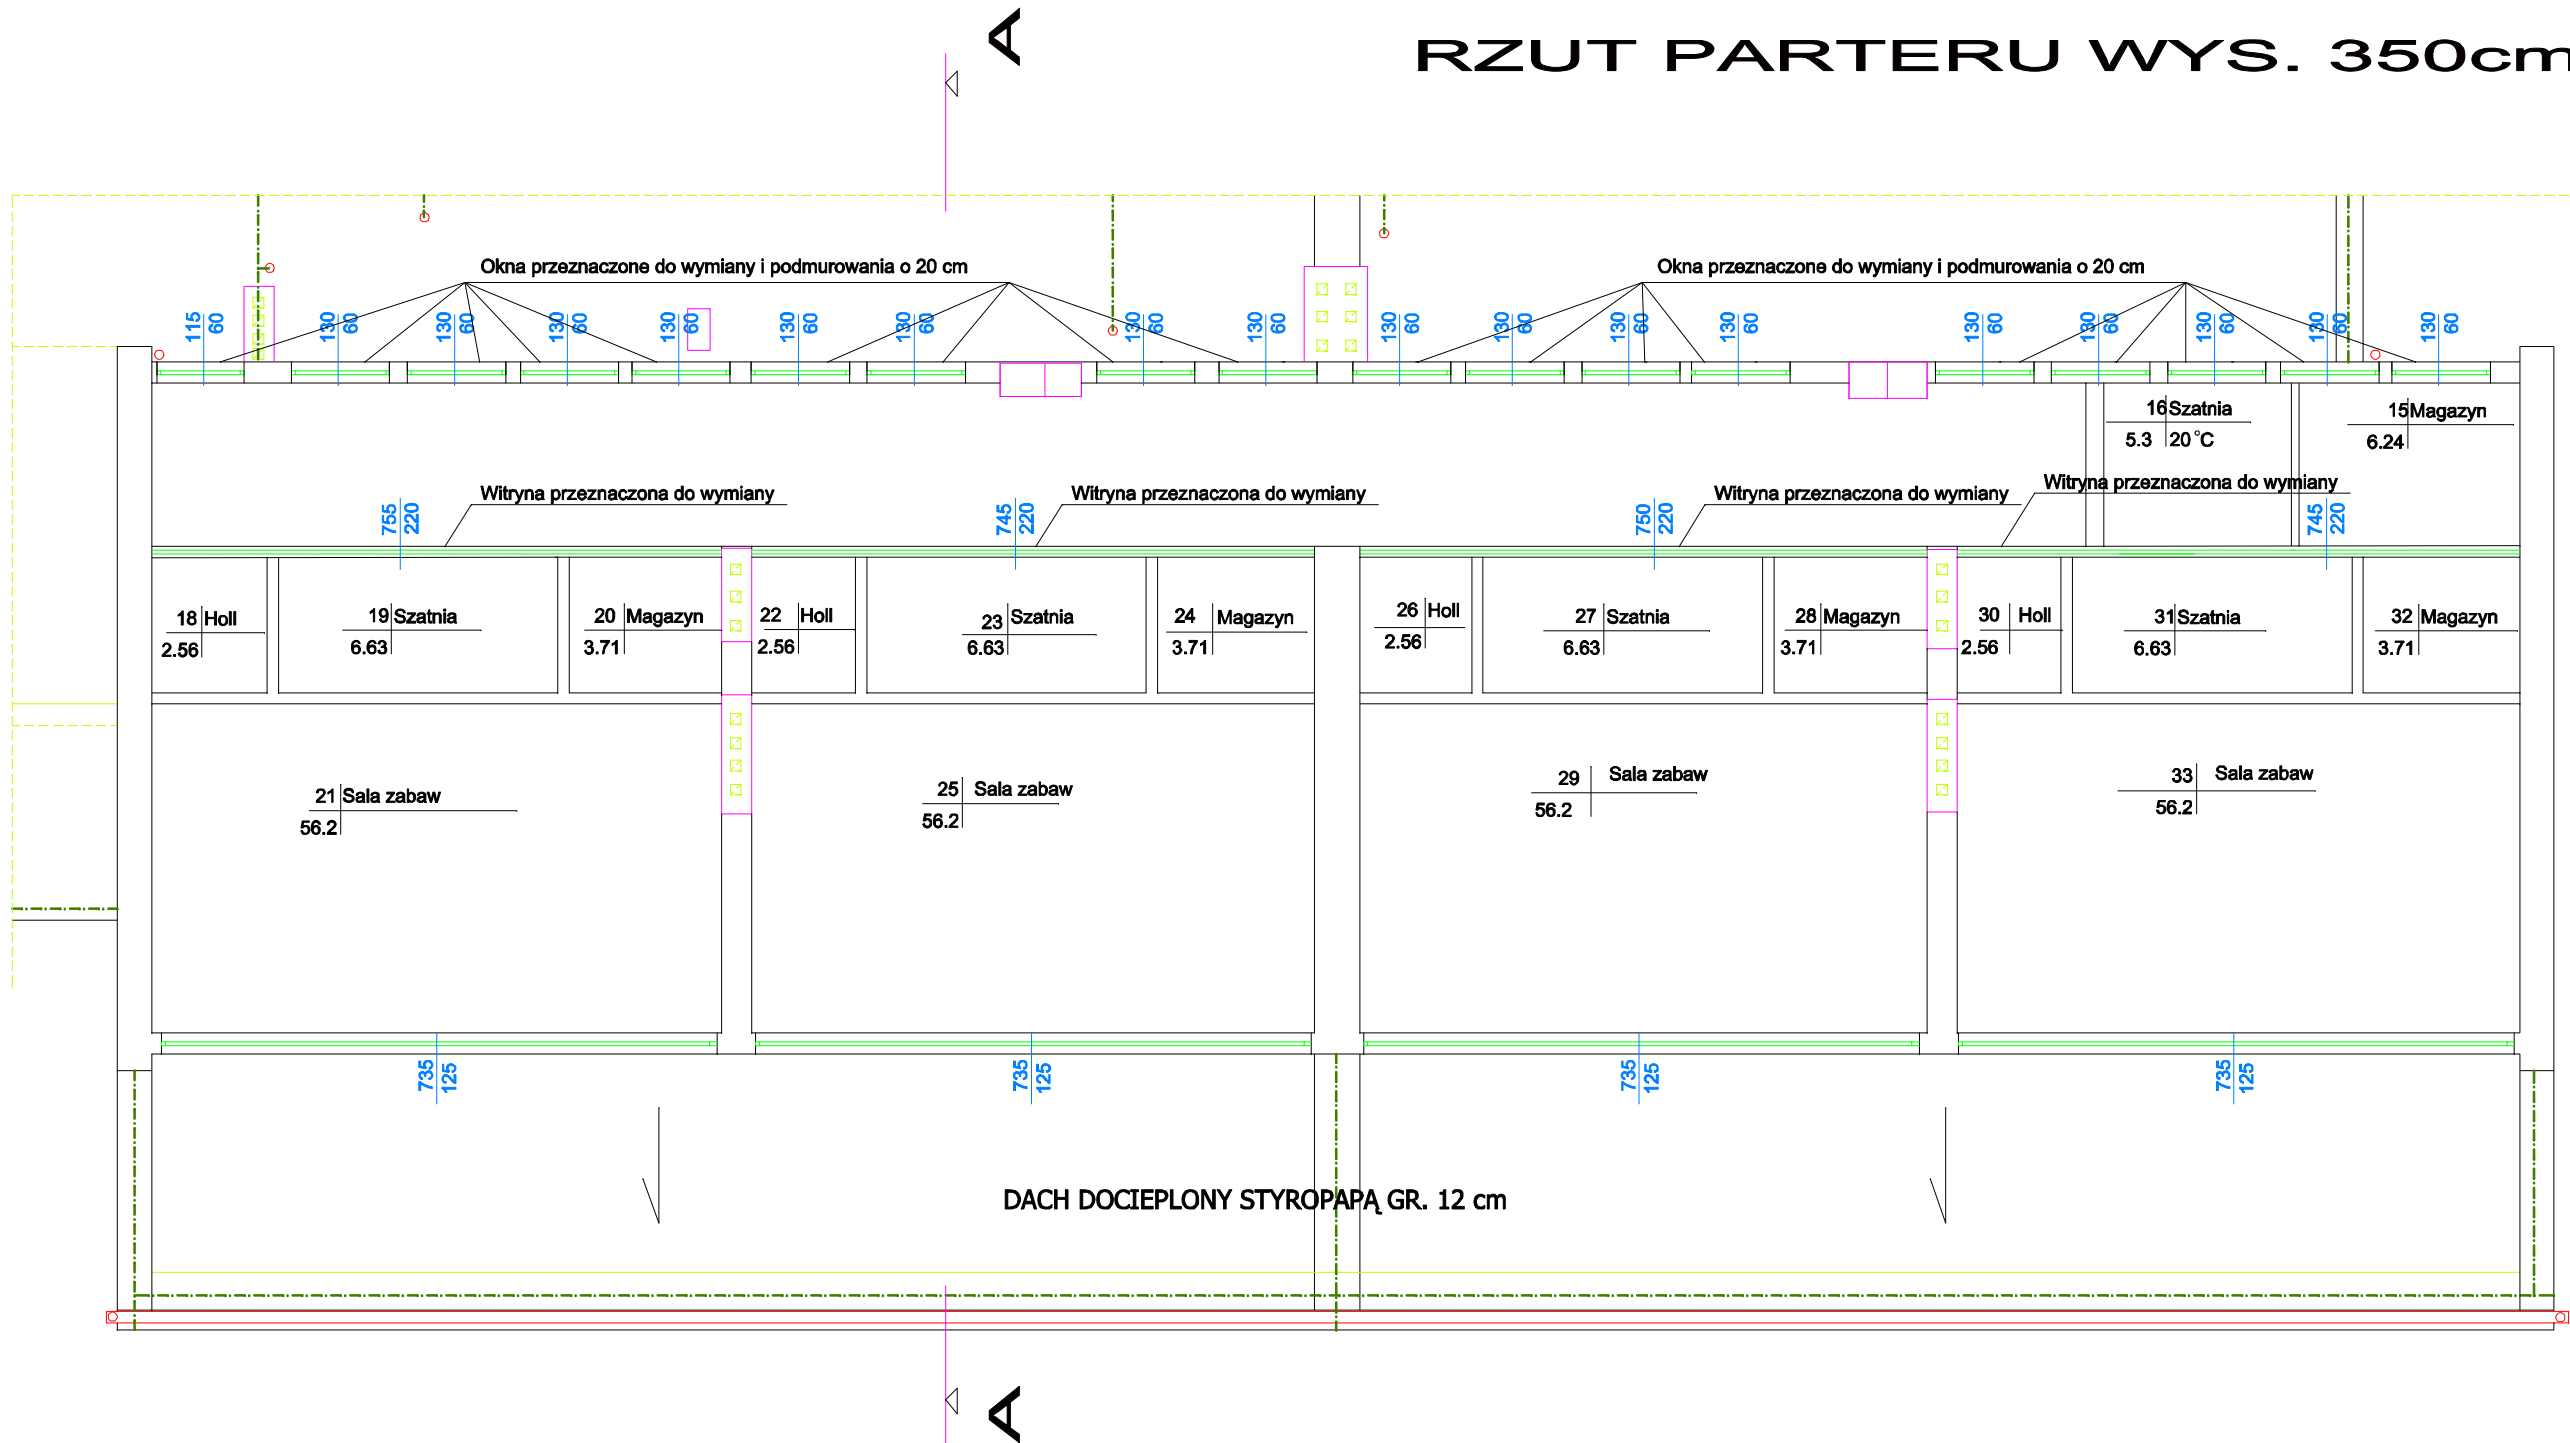 A
RZUT PARTERU WYS. 350cm
Okna przeznaczone do wymiany i podmurowania o 20 cm
Okna przeznaczone do wymiany i podmurowania o 20 cm
115
60
130
60
130
60
130
60
130
60
130
60
130
60
130
60
130
60
130
60
130
60
130
60
130
60
130
60
130
60
130
60
130
60
130
60
16 Szatnia
5.3 20°C
15 Magazyn
6.24
Witryna przeznaczona do wymiany
Witryna przeznaczona do wymiany
Witryna przeznaczona do wymiany
Witryna przeznaczona do wymiany
755
220
745
220
750
220
745
220
18 Holl
2.56
19 Szatnia
6.63
20 Magazyn
3.71
22 Holl
2.56
23 Szatnia
6.63
24 Magazyn
3.71
26 Holl
2.56
27 Szatnia
6.63
28 Magazyn
3.71
30 Holl
2.56
31 Szatnia
6.63
32 Magazyn
3.71
21 Sala zabaw
56.2
25 Sala zabaw
56.2
29 Sala zabaw
56.2
33 Sala zabaw
56.2
735
125
735
125
735
125
735
125
DACH DOCIEPLONY STYROPAPĄ GR. 12 cm
A